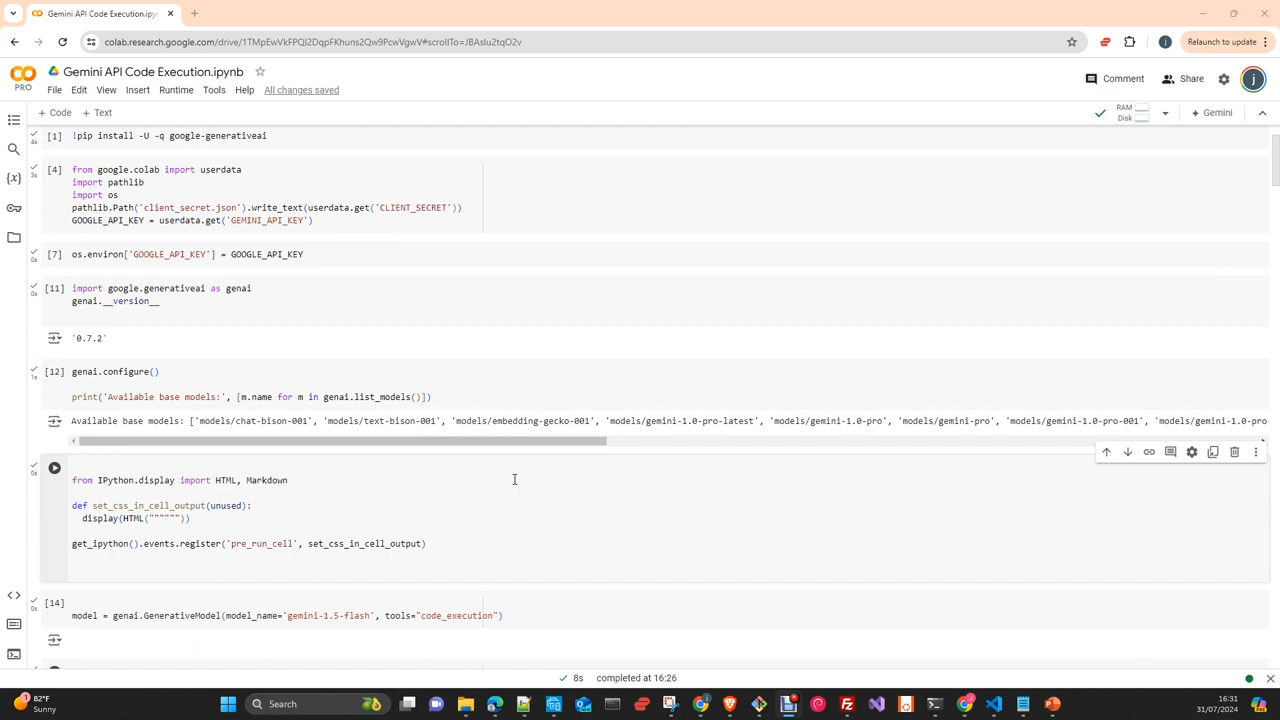 Gemini API Code Execution.ipyn
colab.research.google.com/drive/1TMpEwVkFPQl2DqpFKhuns2Qw9PcwVgwV#scrollTo=JBAslu2tqO2v
j
Relaunch to update
PRO
Gemini API Code Execution.ipynb
File Edit View Insert Runtime Tools Help All changes saved
Comment
Share
j
+ Code + Text
RAM
Disk
Gemini
4s
[1] !pip install -U -q google-generativeai
3s
[4] from google.colab import userdata
import pathlib
import os
pathlib.Path('client_secret.json').write_text(userdata.get('CLIENT_SECRET'))
GOOGLE_API_KEY = userdata.get('GEMINI_API_KEY')
0s
[7] os.environ['GOOGLE_API_KEY'] = GOOGLE_API_KEY
0s
[11] import google.generativeai as genai
genai.__version__
'0.7.2'
1s
[12] genai.configure()
print('Available base models:', [m.name for m in genai.list_models()])
Available base models: ['models/chat-bison-001', 'models/text-bison-001', 'models/embedding-gecko-001', 'models/gemini-1.0-pro-latest', 'models/gemini-1.0-pro', 'models/gemini-pro', 'models/gemini-1.0-pro-001', 'models/gemini-1.0-pro
0s
from IPython.display import HTML, Markdown
def set_css_in_cell_output(unused):
display(HTML(""""""))
get_ipython().events.register('pre_run_cell', set_css_in_cell_output)
0s
[14]
model = genai.GenerativeModel(model_name='gemini-1.5-flash', tools="code_execution")
8s completed at 16:26
82°F
Sunny
Search
16:31
31/07/2024